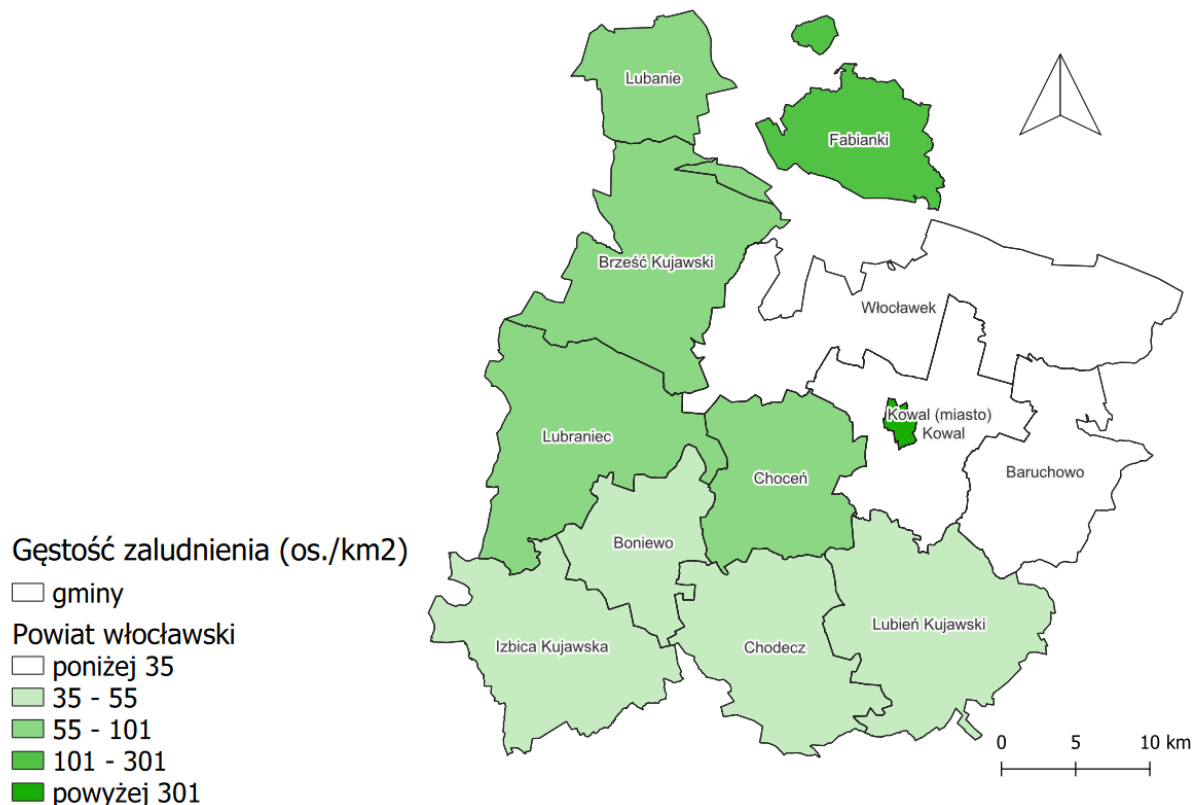 Lubanie
Fabianki
Brześć Kujawski
Włocławek
Kowal (miasto)
Kowal
Lubraniec
Baruchowo
Choceń
Boniewo
Lubień Kujawski
Izbica Kujawska
Chodecz
Gęstość zaludnienia (os./km2)
gminy
Powiat włocławski
poniżej 35
35 - 55
55 - 101
101 - 301
powyżej 301
0 5 10 km